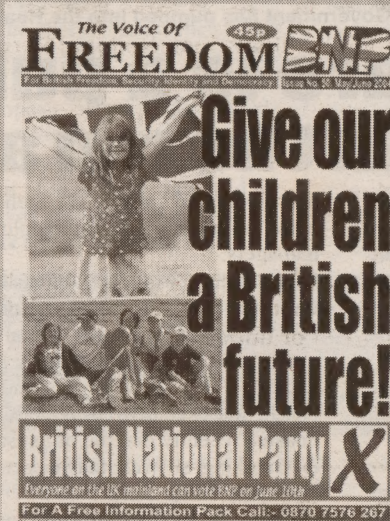 The Voice Of
45p
FREEDOM
BNP
For British Freedom, Security, Identity and Democracy
Issue No. May/June
Give our
children
a British
future!
British National Party X
Everyone on the UK mainland can vote BNP on June 10th
For A Free Information Pack Call:- 0870 7576 267